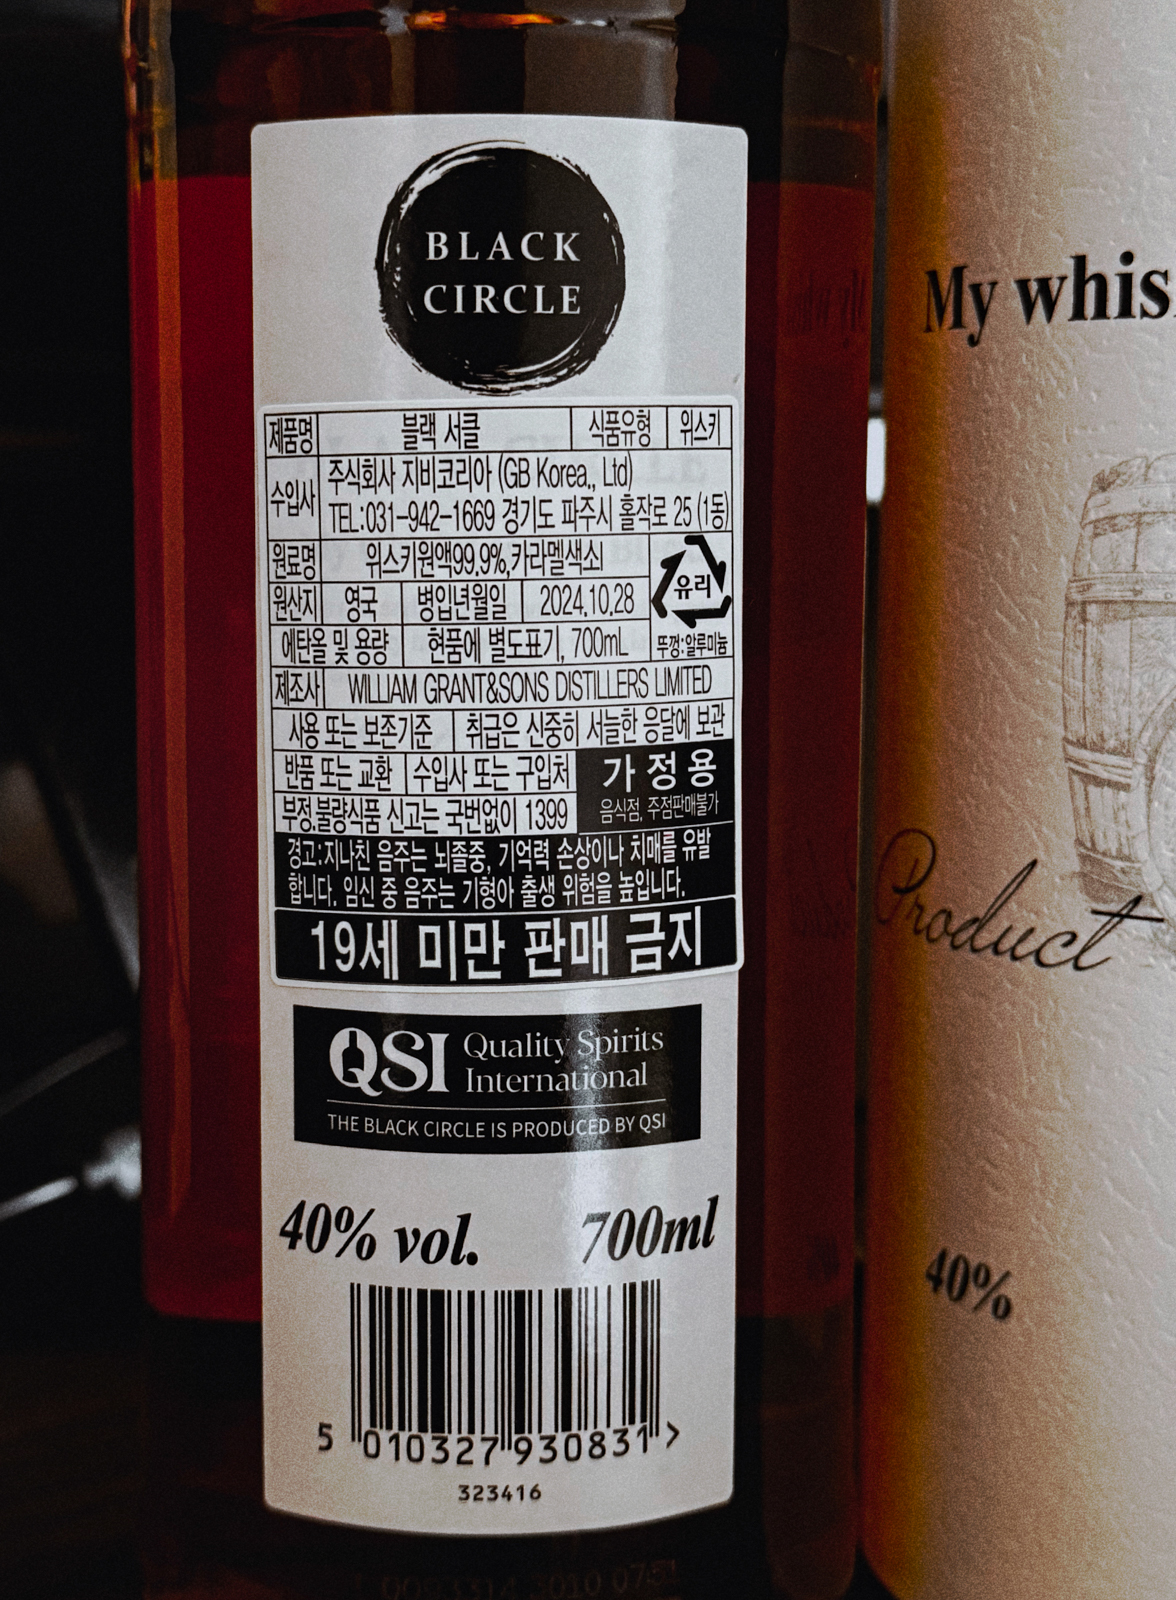 BLACK
CIRCLE
제품명 블랙 서클 식품유형 위스키
수입사 주식회사 지비코리아 (GB Korea., Ltd)
TEL:031-942-1669 경기도 파주시 홀작로 25 (1동)
원료명 위스키원액99.9%,카라멜색소
유리
원산지 영국 병입년월일 2024.10.28
에탄올 및 용량 현품에 별도표기, 700mL 뚜껑:알루미늄
제조사 WILLIAM GRANT&SONS DISTILLERS LIMITED
사용 또는 보존기준 취급은 신중히 서늘한 응달에 보관
반품 또는 교환 수입사 또는 구입처 가 정 용
부정.불량식품 신고는 국번없이 1399 음식점, 주점판매불가
경고:지나친 음주는 뇌졸중, 기억력 손상이나 치매를 유발
합니다. 임신 중 음주는 기형아 출생 위험을 높입니다.
19세 미만 판매 금지
QSI Quality Spirits
International
THE BLACK CIRCLE IS PRODUCED BY QSI
40% vol. 700ml
5 010327 930831 >
323416
My
Product
40%